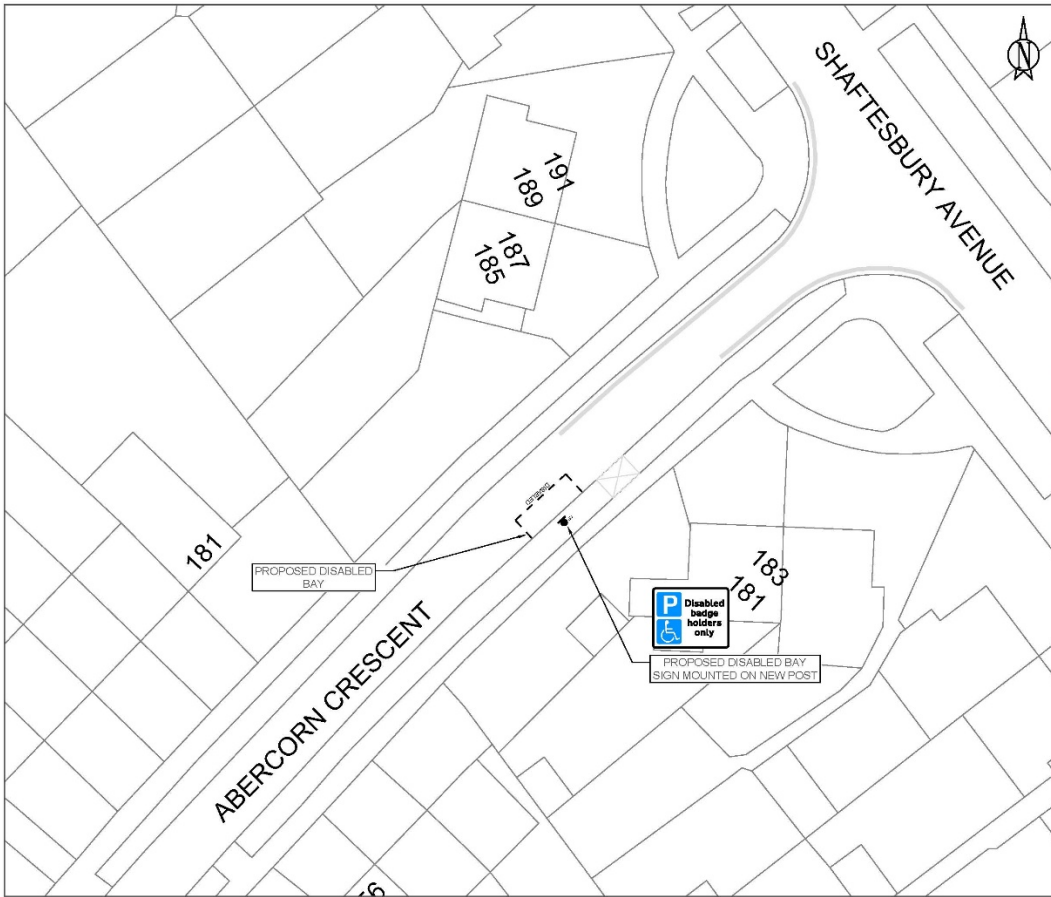 N
SHAFTESBURY AVENUE
191
189
187
185
181
DISABLED
PROPOSED DISABLED
BAY
183
181
P Disabled
badge
holders
only
PROPOSED DISABLED BAY
SIGN MOUNTED ON NEW POST
ABERCORN CRESCENT